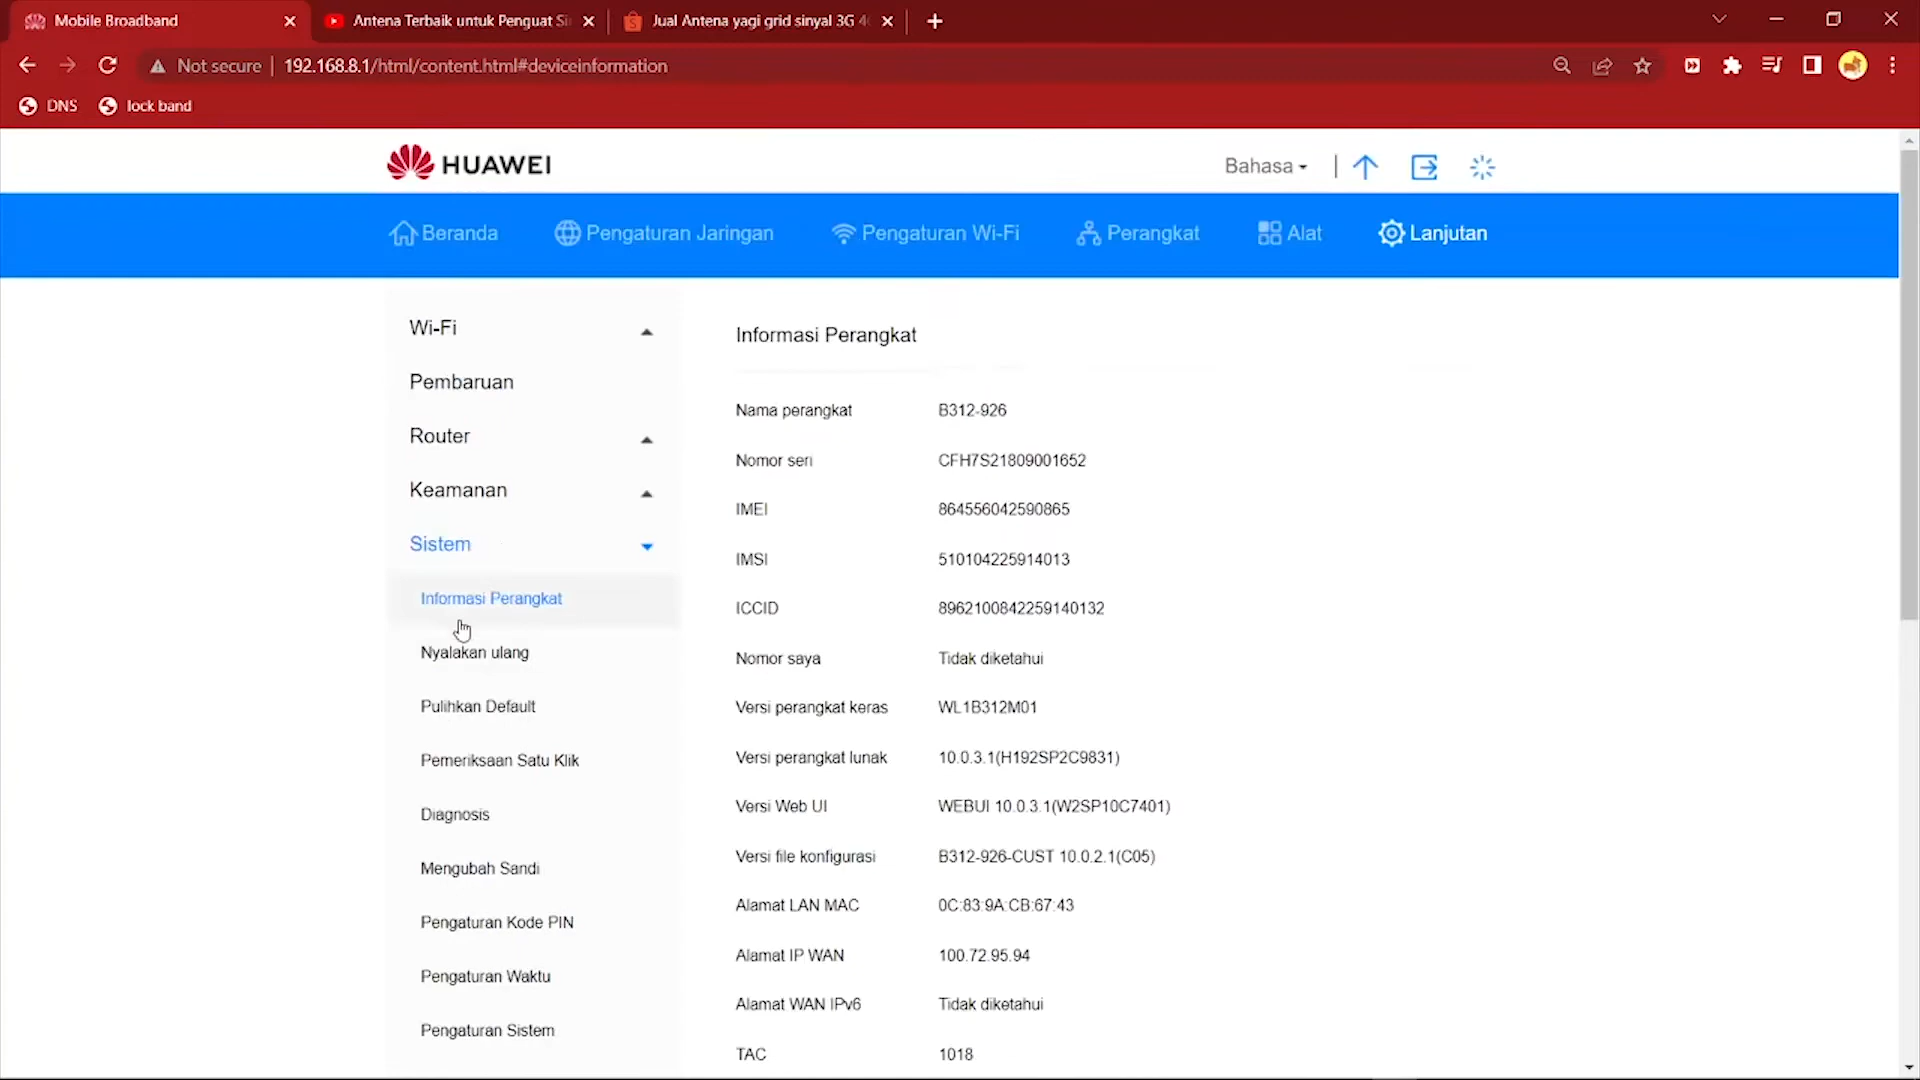 Mobile Broadband
Antena Terbaik untuk Penguat Si
Jual Antena yagi grid sinyal 3G 4
Not secure
192.168.8.1/html/content.html#deviceinformation
DNS
lock band
HUAWEI
Bahasa
Beranda
Pengaturan Jaringan
Pengaturan Wi-Fi
Perangkat
Alat
Lanjutan
Wi-Fi
Pembaruan
Router
Keamanan
Sistem
Informasi Perangkat
Nyalakan ulang
Pulihkan Default
Pemeriksaan Satu Klik
Diagnosis
Mengubah Sandi
Pengaturan Kode PIN
Pengaturan Waktu
Pengaturan Sistem
Informasi Perangkat
Nama perangkat B312-926
Nomor seri CFH7S21809001652
IMEI 864556042590865
IMSI 510104225914013
ICCID 8962100842259140132
Nomor saya Tidak diketahui
Versi perangkat keras WL1B312M01
Versi perangkat lunak 10.0.3.1(H192SP2C9831)
Versi Web UI WEBUI 10.0.3.1(W2SP10C7401)
Versi file konfigurasi B312-926-CUST 10.0.2.1(C05)
Alamat LAN MAC 0C:83:9A:CB:67:43
Alamat IP WAN 100.72.95.94
Alamat WAN IPv6 Tidak diketahui
TAC 1018